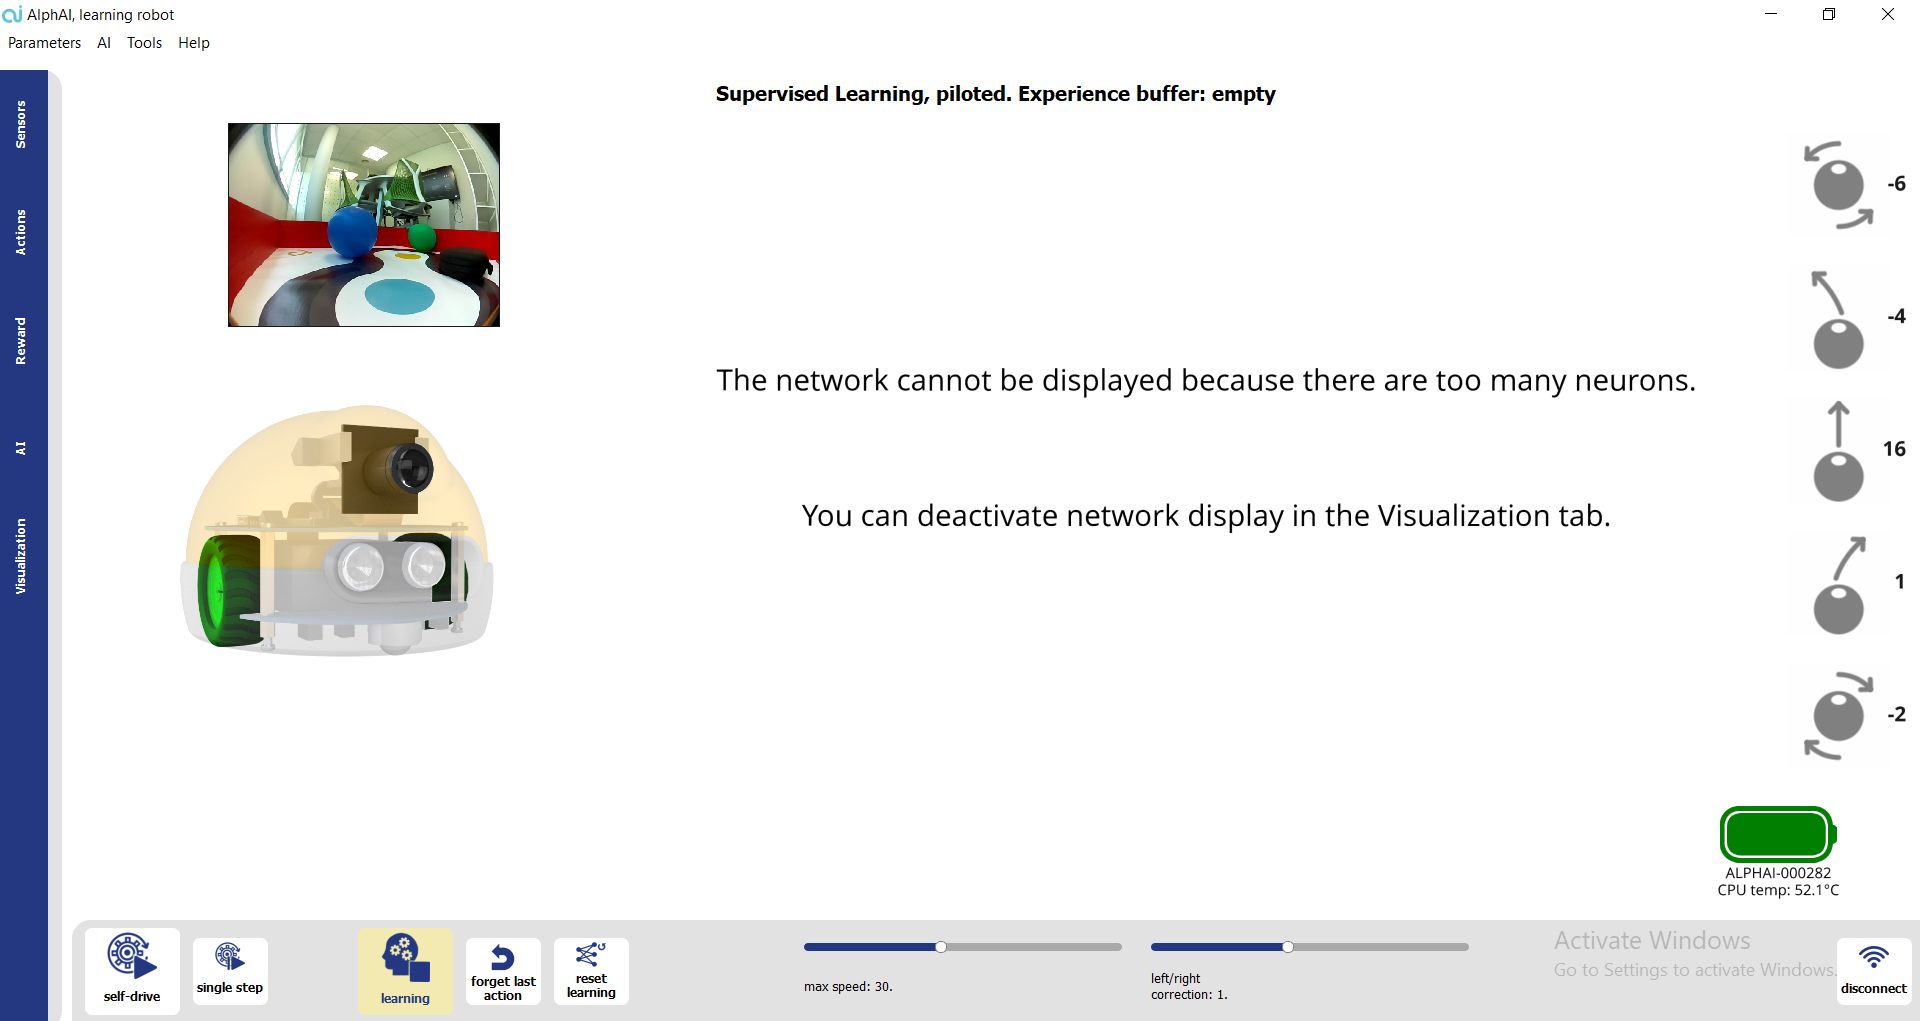 AlphAI, learning robot
Parameters AI Tools Help
Sensors
Actions
Reward
AI
Visualization
Supervised Learning, piloted. Experience buffer: empty
The network cannot be displayed because there are too many neurons.
You can deactivate network display in the Visualization tab.
-6
-4
16
1
-2
ALPHAI-000282
CPU temp: 52.1°C
self-drive
single step
learning
forget last
action
reset
learning
max speed: 30.
left/right
correction: 1.
Activate Windows
Go to Settings to activate Windows.
disconnect